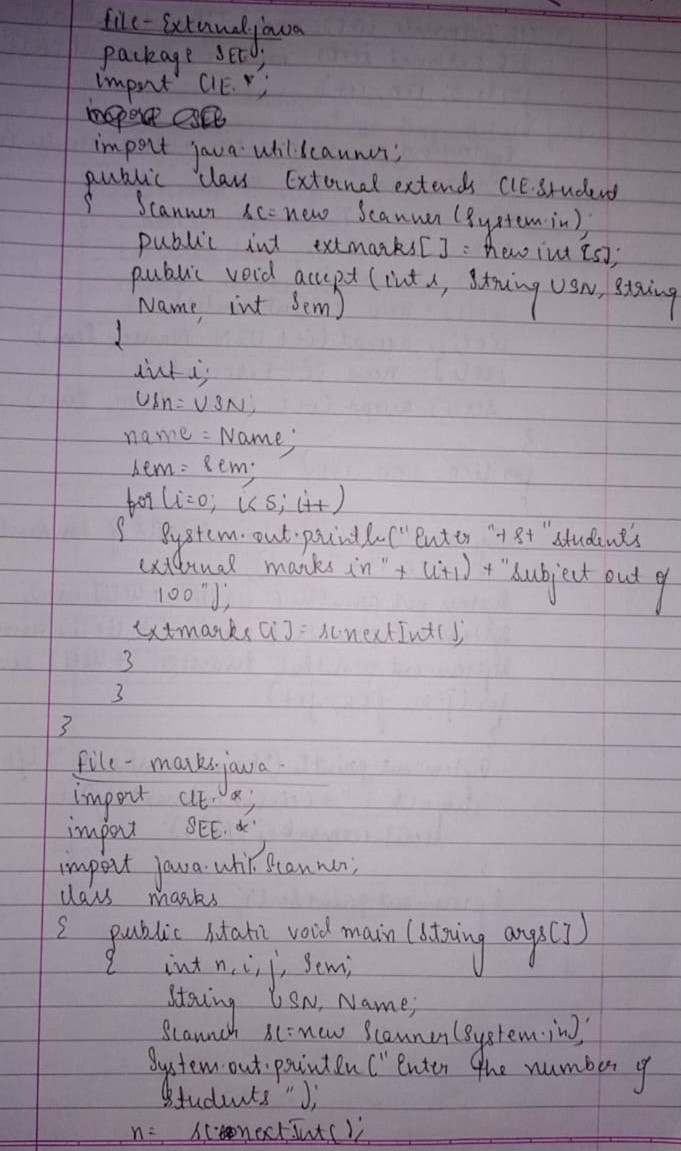 file-External.java
package SEE;
import CIE.*;
import java.util.Scanner;
public class External extends CIE.Student
{ Scanner sc=new Scanner(System.in);
public int extmarks[] = new int [5];
public void accept(int s, String USN, String
Name, int Sem)
{
int i;
usn=USN;
name=Name;
sem=Sem;
for(i=0; i<5; i++)
{ System.out.println("Enter "+s+"student's
external marks in"+(i+1)+"subject out of
100");
extmarks[i]=sc.nextInt();
}
}
}
file-marks.java-
import CIE.*;
import SEE.*;
import java.util.Scanner;
class marks
{ public static void main(String args[])
{ int n,i,j, Sem;
String USN, Name;
Scanner sc=new Scanner(System.in);
System.out.println("Enter the number of
students ");
n= sc.nextInt();